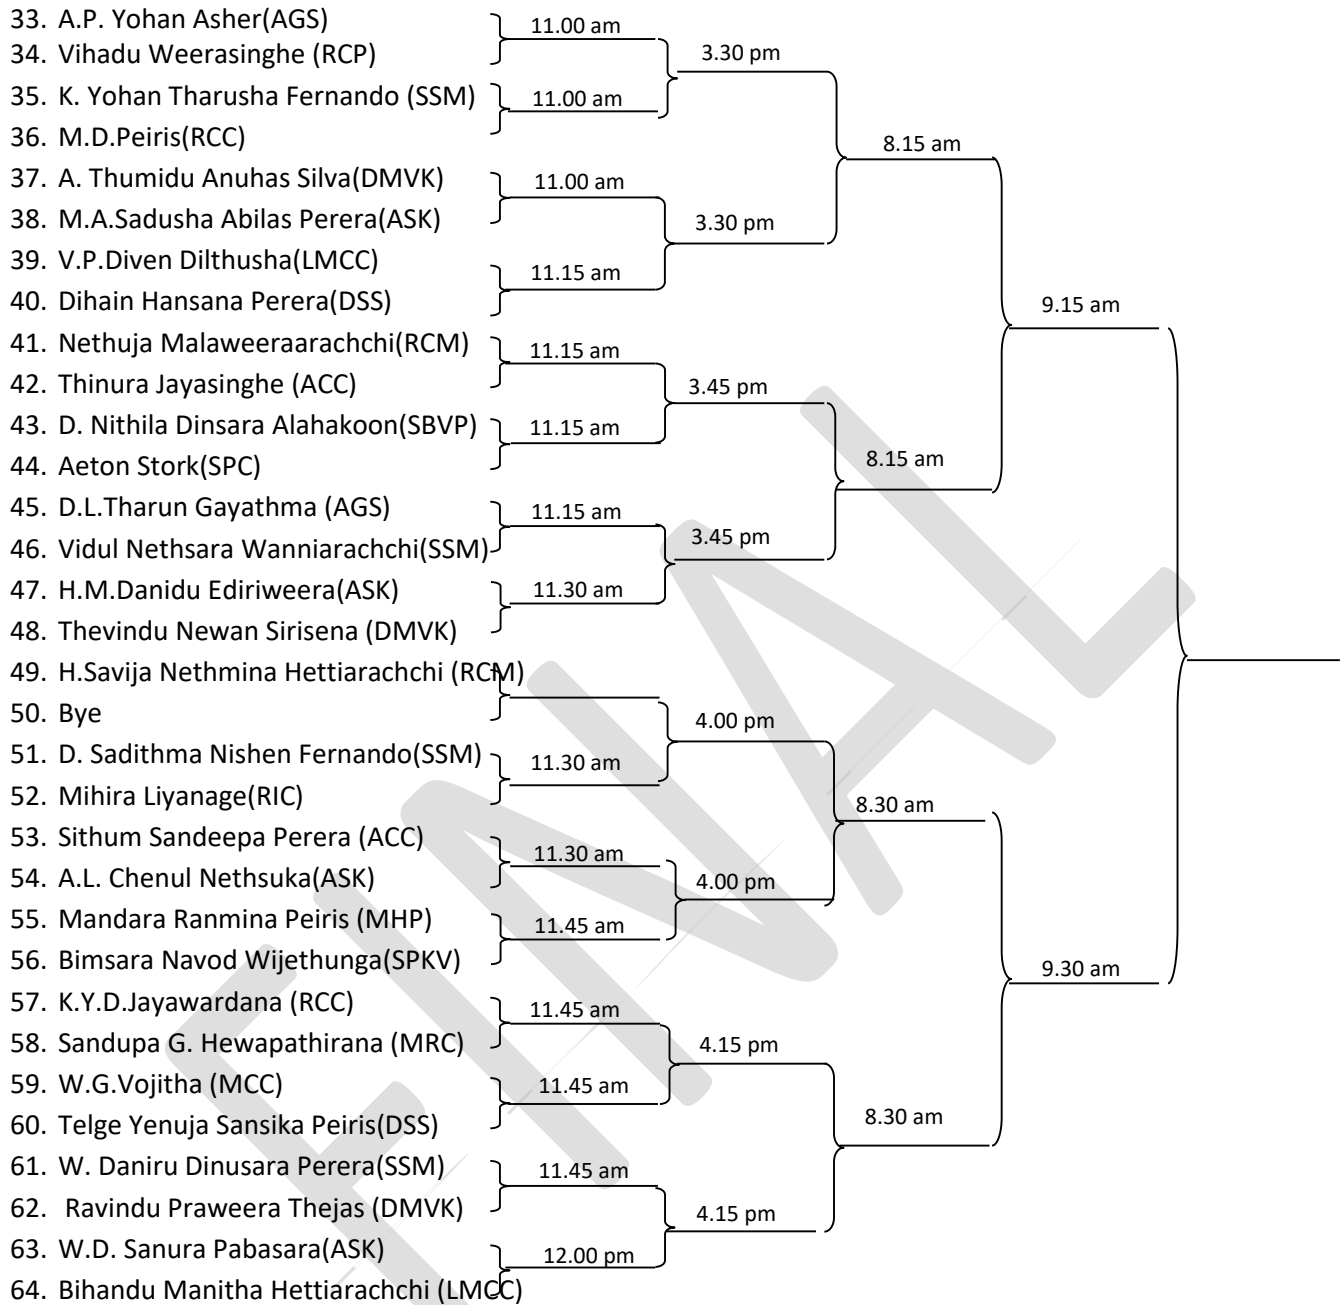 33. A.P. Yohan Asher(AGS)
11.00 am
34. Vihadu Weerasinghe (RCP)
3.30 pm
35. K. Yohan Tharusha Fernando (SSM)
11.00 am
36. M.D.Peiris(RCC)
8.15 am
37. A. Thumidu Anuhas Silva(DMVK)
11.00 am
38. M.A.Sadusha Abilas Perera(ASK)
3.30 pm
39. V.P.Diven Dilthusha(LMCC)
11.15 am
40. Dihain Hansana Perera(DSS)
9.15 am
41. Nethuja Malaweeraarachchi(RCM)
11.15 am
42. Thinura Jayasinghe (ACC)
3.45 pm
43. D. Nithila Dinsara Alahakoon(SBVP)
11.15 am
44. Aeton Stork(SPC)
8.15 am
45. D.L.Tharun Gayathma (AGS)
11.15 am
46. Vidul Nethsara Wanniarachchi(SSM)
3.45 pm
47. H.M.Danidu Ediriweera(ASK)
11.30 am
48. Thevindu Newan Sirisena (DMVK)
49. H.Savija Nethmina Hettiarachchi (RCM)
50. Bye
4.00 pm
51. D. Sadithma Nishen Fernando(SSM)
11.30 am
52. Mihira Liyanage(RIC)
8.30 am
53. Sithum Sandeepa Perera (ACC)
11.30 am
54. A.L. Chenul Nethsuka(ASK)
4.00 pm
55. Mandara Ranmina Peiris (MHP)
11.45 am
56. Bimsara Navod Wijethunga(SPKV)
9.30 am
57. K.Y.D.Jayawardana (RCC)
11.45 am
58. Sandupa G. Hewapathirana (MRC)
4.15 pm
59. W.G.Vojitha (MCC)
11.45 am
60. Telge Yenuja Sansika Peiris(DSS)
8.30 am
61. W. Daniru Dinusara Perera(SSM)
11.45 am
62. Ravindu Praweera Thejas (DMVK)
4.15 pm
63. W.D. Sanura Pabasara(ASK)
12.00 pm
64. Bihandu Manitha Hettiarachchi (LMCC)
FINAL